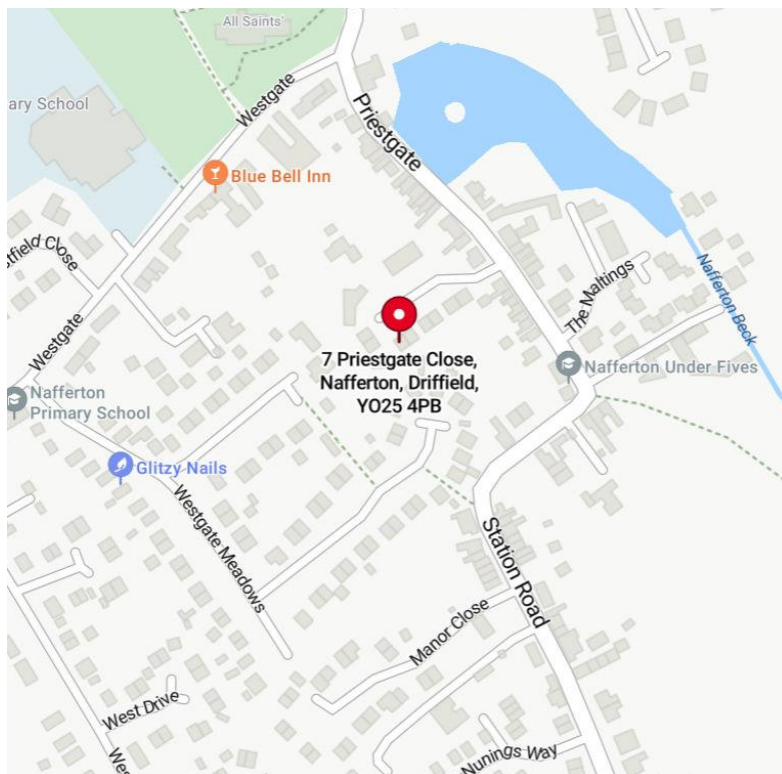 All Saints'
ary School
Westgate
Priestgate
Blue Bell Inn
stfield Close
Nafferton Beck
The Maltings
Westgate
7 Priestgate Close,
Nafferton, Driffield,
YO25 4PB
Nafferton Under Fives
Nafferton
Primary School
Glitzy Nails
Westgate Meadows
Station Road
Manor Close
West Drive
Wes
Nunings Way